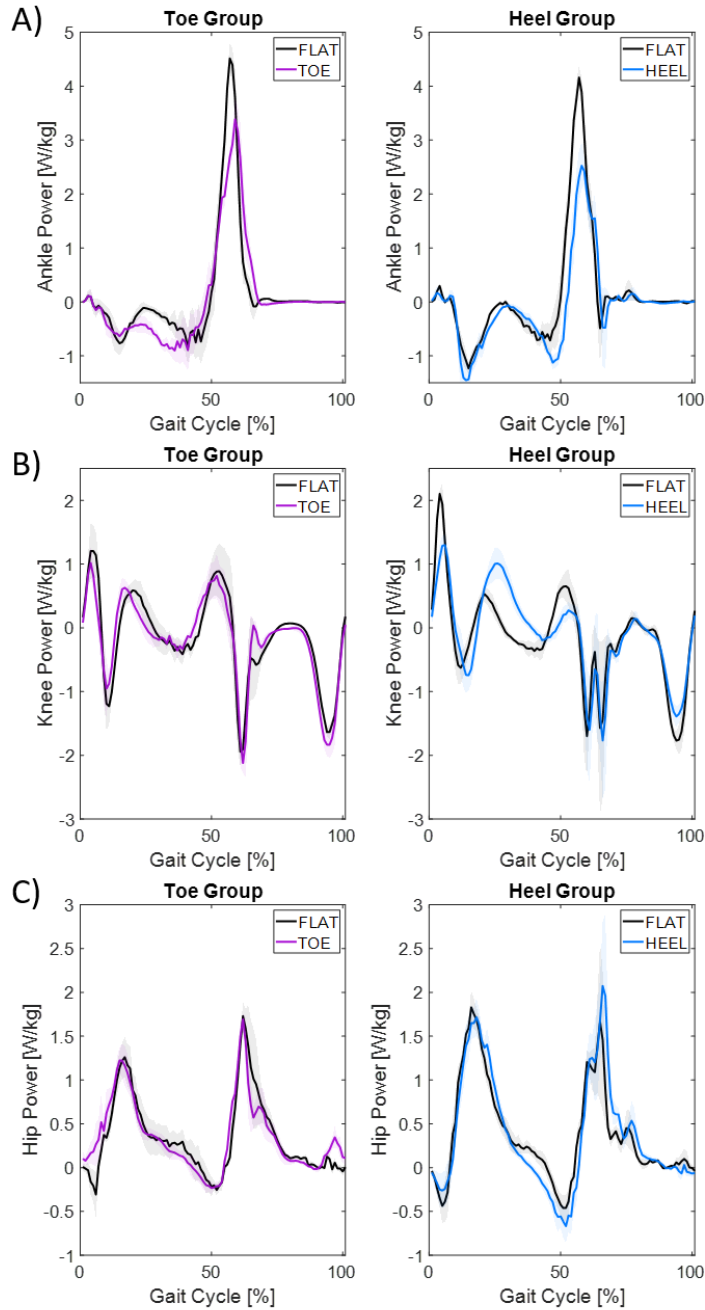 A)
Toe Group
Heel Group
5
4
3
2
1
0
-1
Ankle Power [W/kg]
FLAT
TOE
0
50
100
Gait Cycle [%]
5
4
3
2
1
0
-1
Ankle Power [W/kg]
FLAT
HEEL
0
50
100
Gait Cycle [%]
B)
Toe Group
Heel Group
2
1
0
-1
-2
-3
Knee Power [W/kg]
FLAT
TOE
0
50
100
Gait Cycle [%]
2
1
0
-1
-2
-3
Knee Power [W/kg]
FLAT
HEEL
0
50
100
Gait Cycle [%]
C)
Toe Group
Heel Group
3
2.5
2
1.5
1
0.5
0
-0.5
-1
Hip Power [W/kg]
FLAT
TOE
0
50
100
Gait Cycle [%]
3
2.5
2
1.5
1
0.5
0
-0.5
-1
Hip Power [W/kg]
FLAT
HEEL
0
50
100
Gait Cycle [%]